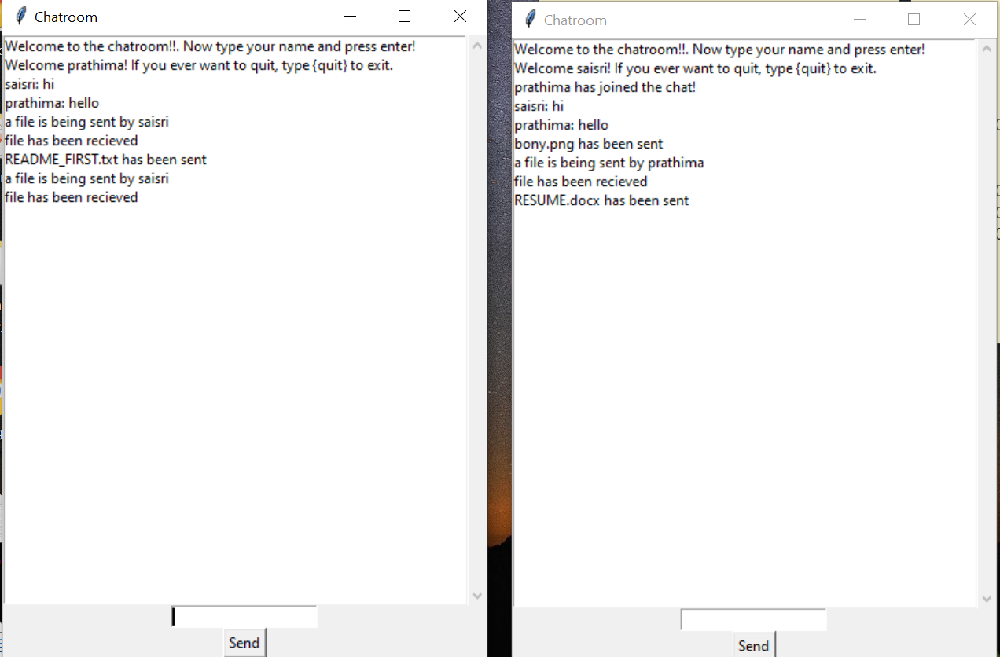 Chatroom
Welcome to the chatroom!!. Now type your name and press enter!
Welcome prathima! If you ever want to quit, type {quit} to exit.
saisri: hi
prathima: hello
a file is being sent by saisri
file has been recieved
README_FIRST.txt has been sent
a file is being sent by saisri
file has been recieved
Send
Chatroom
Welcome to the chatroom!!. Now type your name and press enter!
Welcome saisri! If you ever want to quit, type {quit} to exit.
prathima has joined the chat!
saisri: hi
prathima: hello
bony.png has been sent
a file is being sent by prathima
file has been recieved
RESUME.docx has been sent
Send